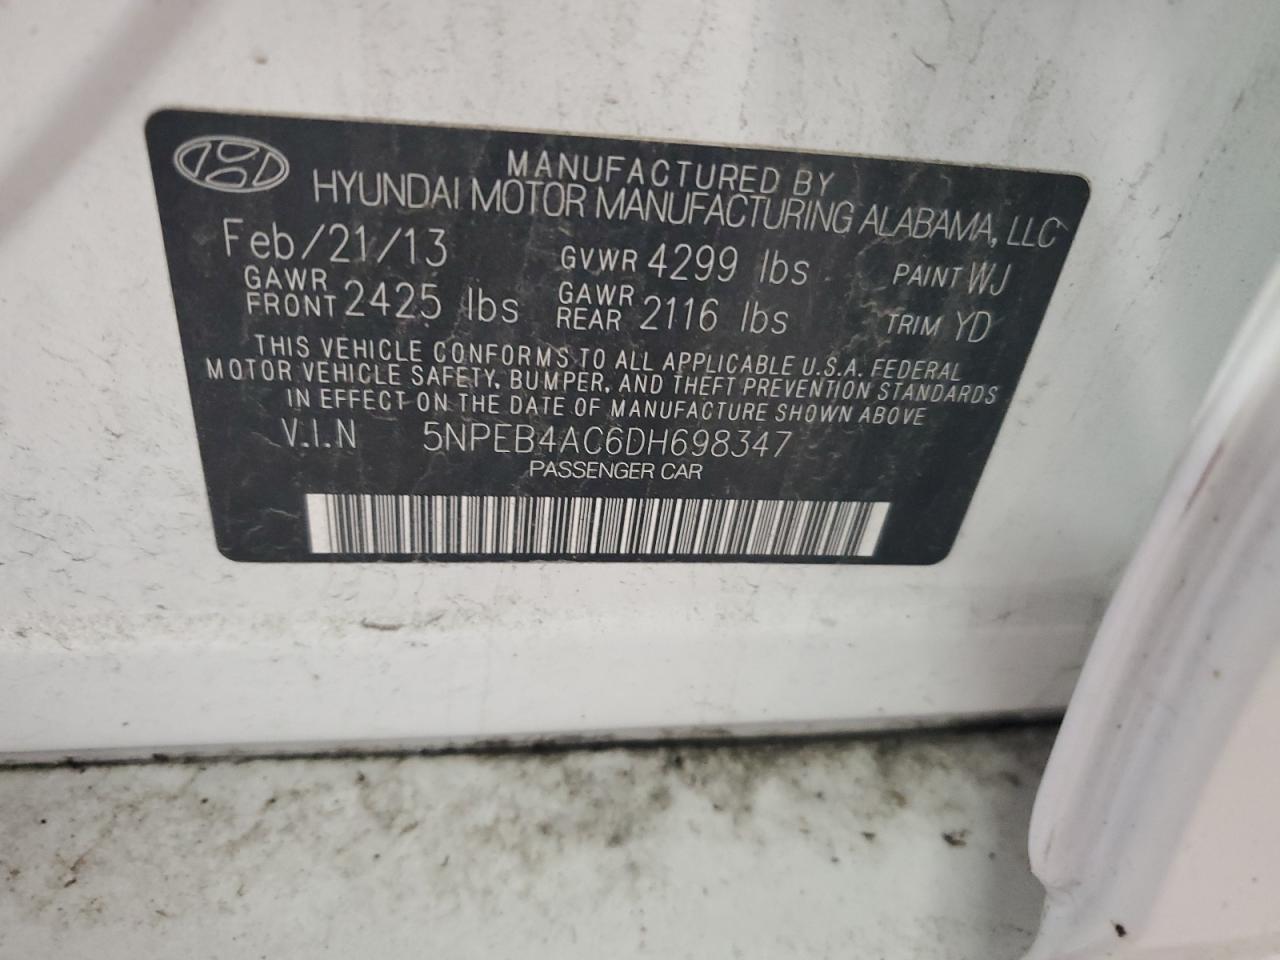 MANUFACTURED BY
HYUNDAI MOTOR MANUFACTURING ALABAMA, LLC
Feb/21/13 GVWR 4299 lbs PAINT WJ
GAWR FRONT 2425 lbs GAWR REAR 2116 lbs TRIM YD
THIS VEHICLE CONFORMS TO ALL APPLICABLE U.S.A. FEDERAL
MOTOR VEHICLE SAFETY, BUMPER, AND THEFT PREVENTION STANDARDS
IN EFFECT ON THE DATE OF MANUFACTURE SHOWN ABOVE
V.I.N 5NPEB4AC6DH698347
PASSENGER CAR